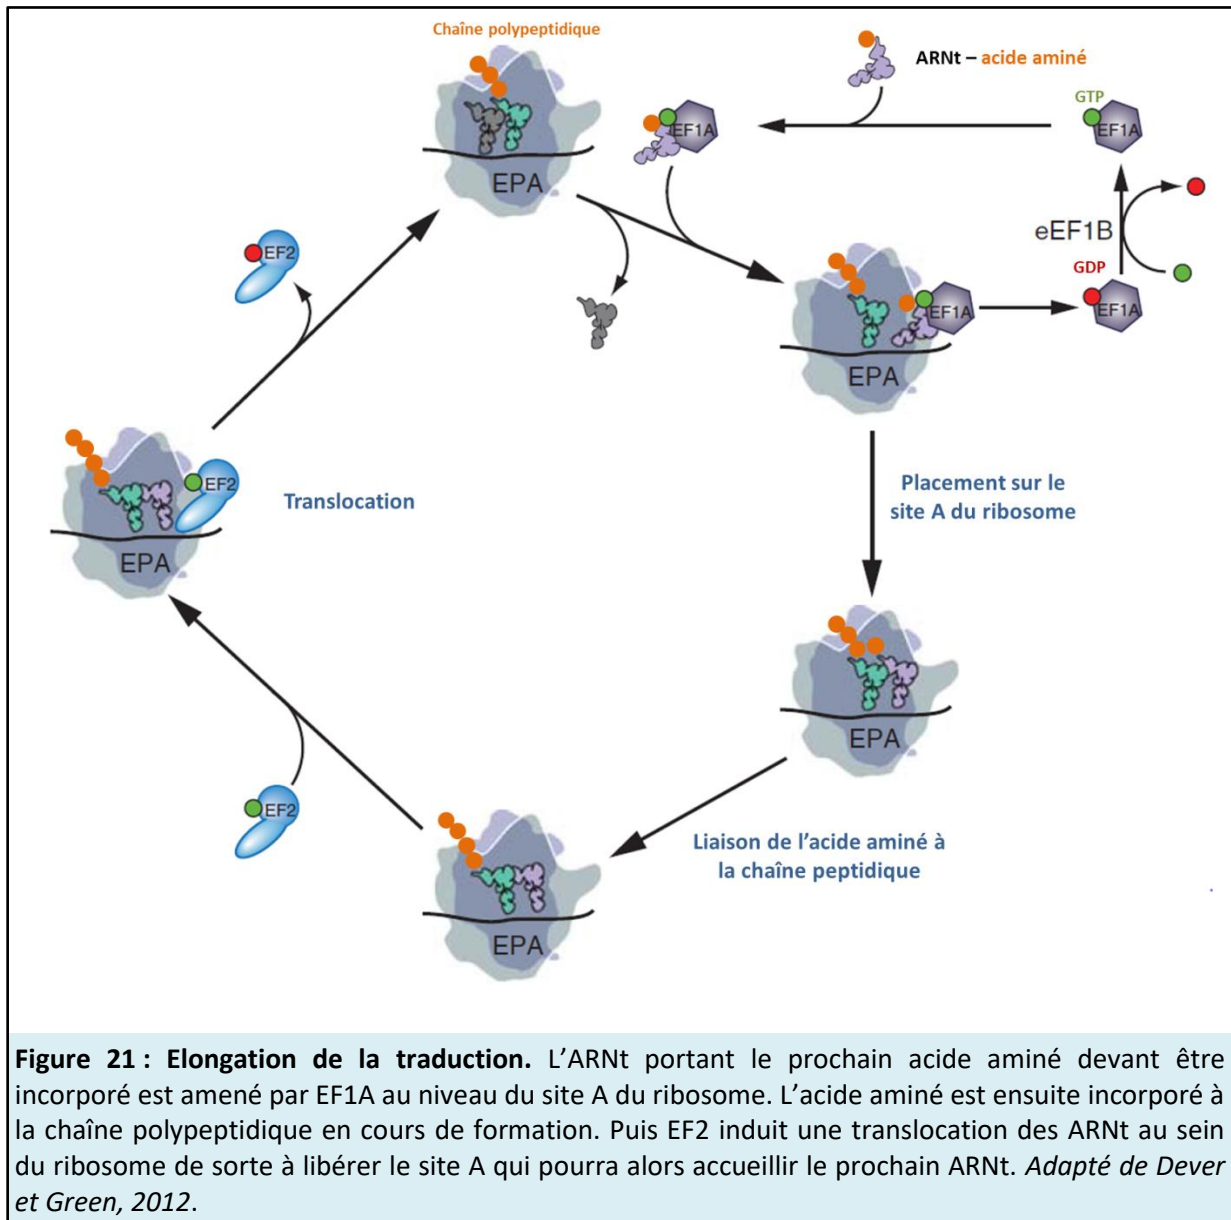 Chaîne polypeptidique
ARNt – acide aminé
GTP
EF1A
EF1A
EPA
eEF1B
GDP
EF1A
EF2
EF1A
EPA
EF2
Translocation
Placement sur le
site A du ribosome
EPA
EPA
EF2
Liaison de l'acide aminé à
la chaîne peptidique
EPA
Figure 21 : Elongation de la traduction. L'ARNt portant le prochain acide aminé devant être
incorporé est amené par EF1A au niveau du site A du ribosome. L'acide aminé est ensuite incorporé à
la chaîne polypeptidique en cours de formation. Puis EF2 induit une translocation des ARNt au sein
du ribosome de sorte à libérer le site A qui pourra alors accueillir le prochain ARNt. Adapté de Dever
et Green, 2012.